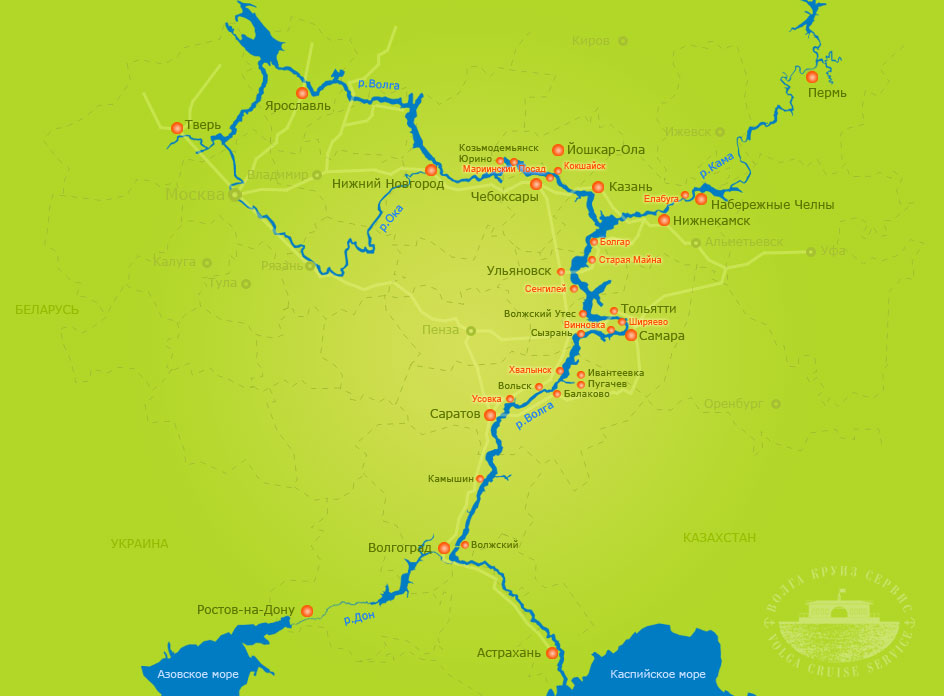 Киров
р.Волга
Пермь
Ярославль
Тверь
Ижевск
Козьмодемьянск
Йошкар-Ола
Юрино
Мариинский Посад
Кокшайск
р.Кама
Владимир
Нижний Новгород
Чебоксары
Казань
Москва
Елабуга
Набережные Челны
Нижнекамск
р.Ока
Болгар
Альметьевск
Уфа
Калуга
Рязань
Старая Майна
Ульяновск
Тула
Сенгилей
БЕЛАРУСЬ
Волжский Утес
Тольятти
Винновка
Ширяево
Пенза
Сызрань
Самара
Хвалынск
Ивантеевка
Вольск
Пугачев
Балаково
Усовка
Оренбург
Саратов
р.Волга
Камышин
УКРАИНА
КАЗАХСТАН
Волгоград
Волжский
ВОЛГА КРУИЗ СЕРВИС
VOLGA CRUISE SERVICE
Ростов-на-Дону
р.Дон
Астрахань
Азовское море
Каспийское море